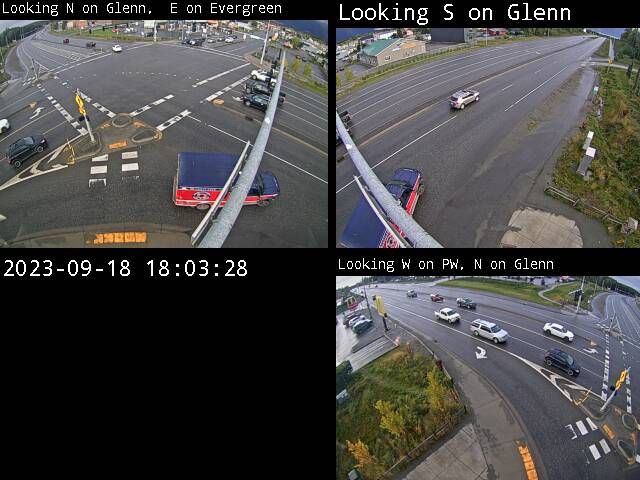 Looking N on Glenn,  E on Evergreen
Looking S on Glenn
2023-09-18 18:03:28
Looking W on PW, N on Glenn